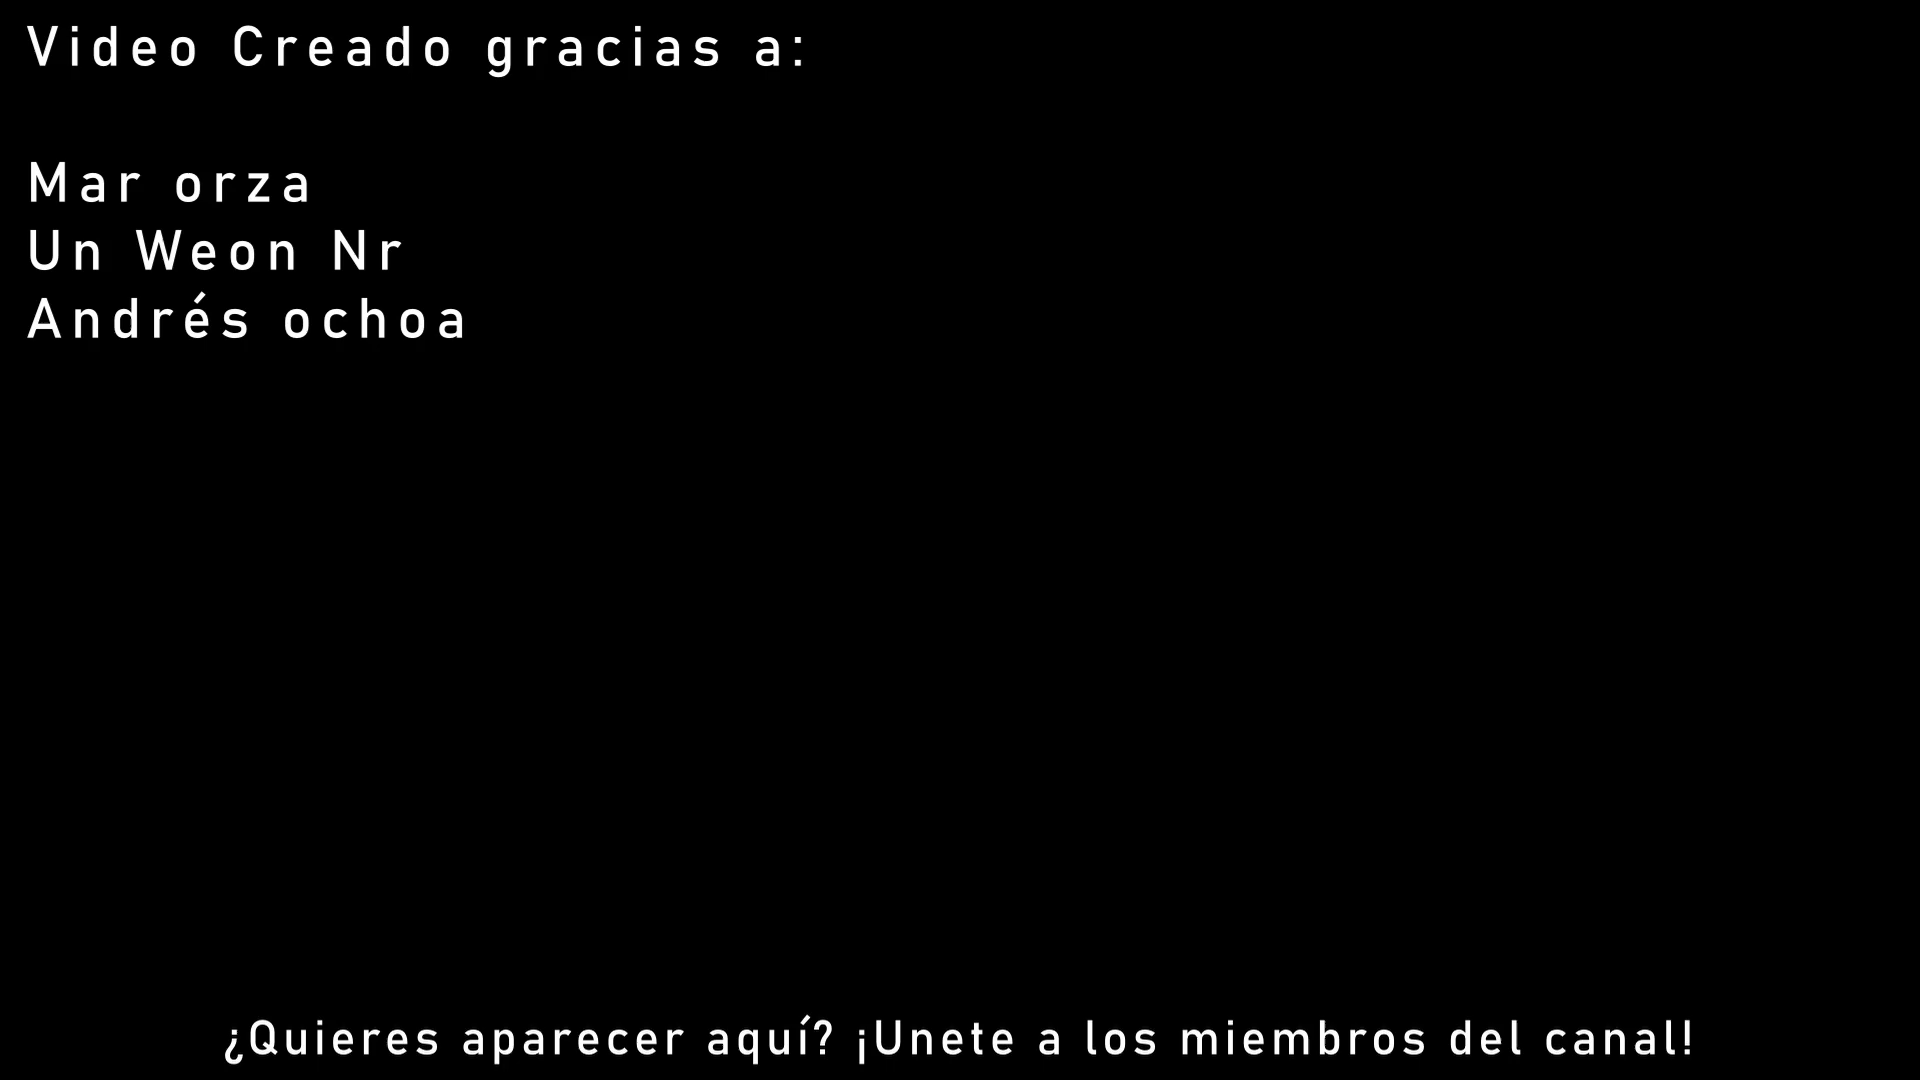 Video Creado gracias a:
Mar orza
Un Weon Nr
Andrés ochoa
¿Quieres aparecer aquí? ¡Unete a los miembros del canal!